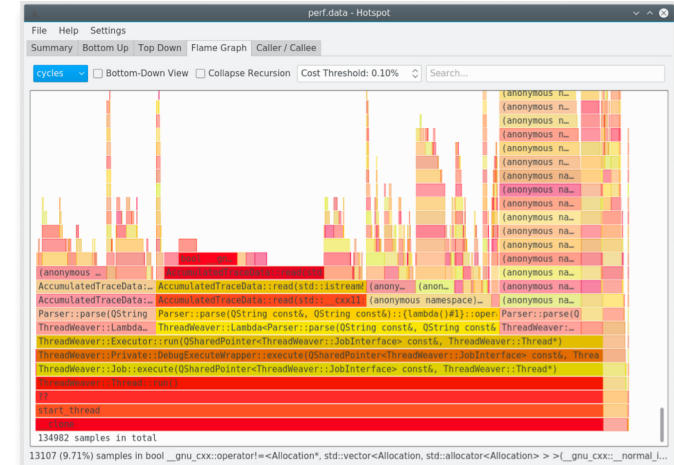 perf.data - Hotspot
File Help Settings
Summary Bottom Up Top Down Flame Graph Caller / Callee
cycles Bottom-Down View Collapse Recursion Cost Threshold: 0.10% Search...
(anonymous n…
(anonymous n…
(anonymous n…
(anonymous n…
(anonymous n…
(anonymous n…
(anonymous na…
(anonymous na…
(anonymous na…
(anonymous na…
(anonymous na…
(anonymous na…
(anonymous na…
(anonymous … (anonymous na…
AccumulatedTraceData:… AccumulatedTraceData::read(std::istream& (anony… (anon… (anonymous na…
AccumulatedTraceData:… AccumulatedTraceData::read(std::__cxx11 (anonymous namespace)… (anonymous na…
Parser::parse(QString Parser::parse(QString const&, QString const&)::{lambda()#1}::oper Parser::parse(Q
ThreadWeaver::Lambda… ThreadWeaver::Lambda<Parser::parse(QString const&, QString const& ThreadWeaver:…
ThreadWeaver::Executor::run(QSharedPointer<ThreadWeaver::JobInterface> const&, ThreadWeaver::Thread*)
ThreadWeaver::Private::DebugExecuteWrapper::execute(QSharedPointer<ThreadWeaver::JobInterface> const&, Threa
ThreadWeaver::Job::execute(QSharedPointer<ThreadWeaver::JobInterface> const&, ThreadWeaver::Thread*)
ThreadWeaver::Thread::run()
??
start_thread
__clone
134982 samples in total
13107 (9.71%) samples in bool __gnu_cxx::operator!=<Allocation*, std::vector<Allocation, std::allocator<Allocation> > >(__gnu_cxx::__normal_i…